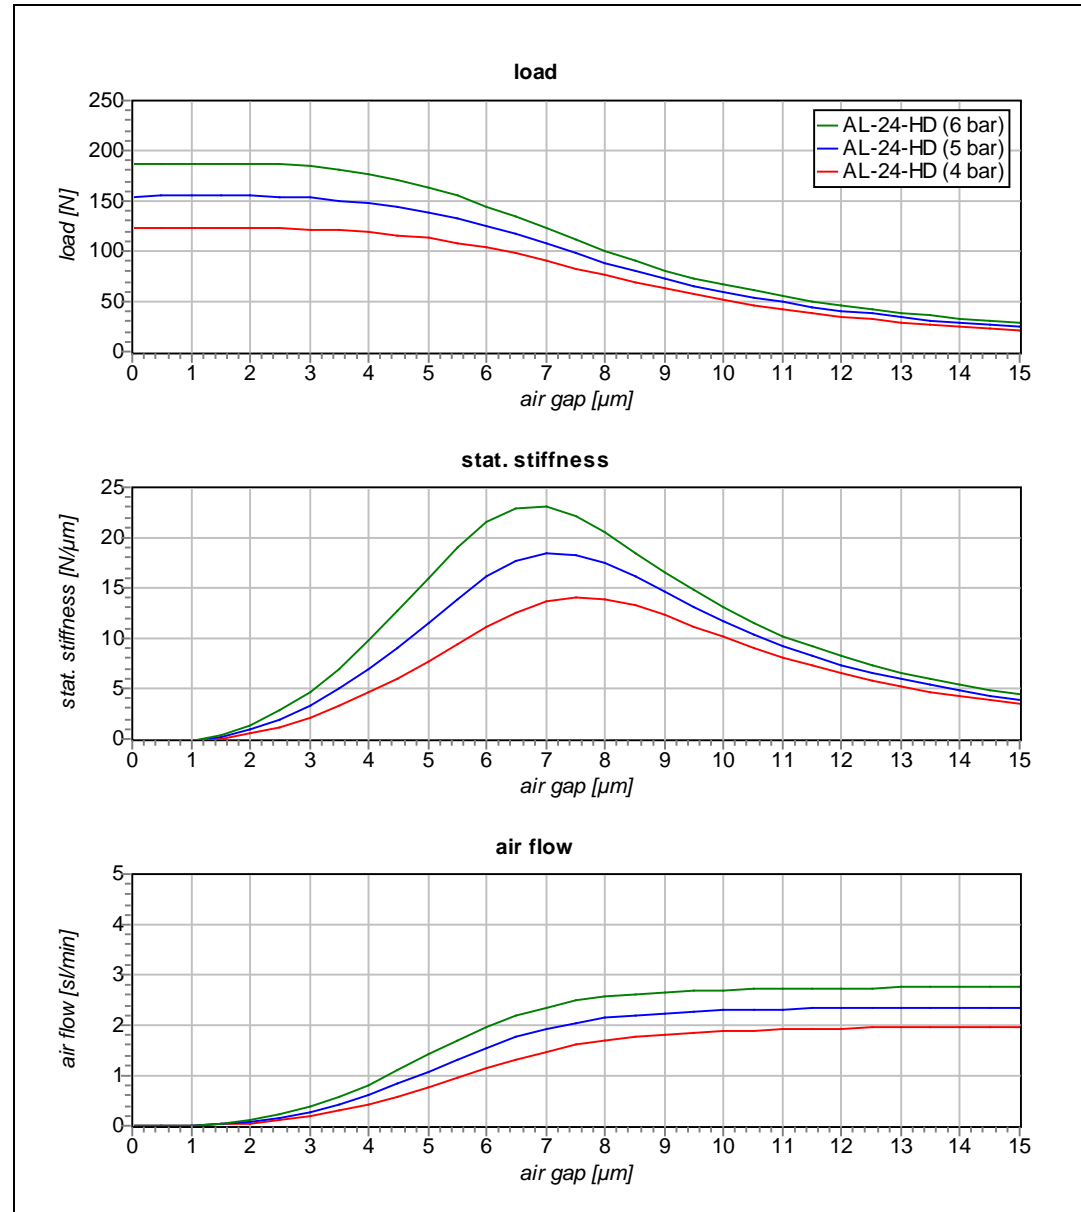 load
250
200
150
100
50
0
load [N]
AL-24-HD (6 bar)
AL-24-HD (5 bar)
AL-24-HD (4 bar)
0 1 2 3 4 5 6 7 8 9 10 11 12 13 14 15
air gap [µm]
stat. stiffness
25
20
15
10
5
0
stat. stiffness [N/µm]
0 1 2 3 4 5 6 7 8 9 10 11 12 13 14 15
air gap [µm]
air flow
5
4
3
2
1
0
air flow [sl/min]
0 1 2 3 4 5 6 7 8 9 10 11 12 13 14 15
air gap [µm]